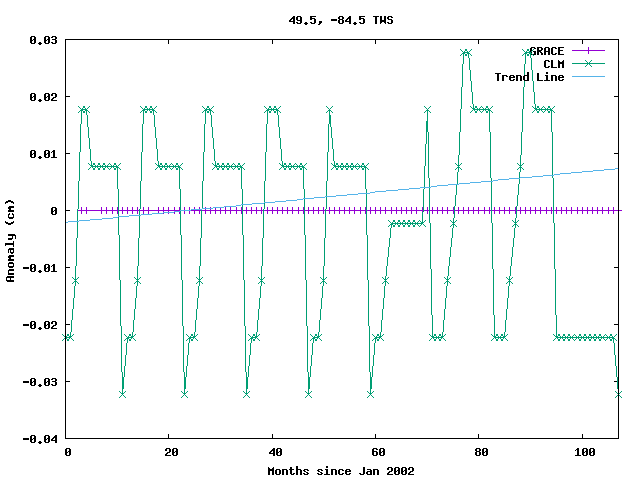 49.5, -84.5 TWS
GRACE
CLM
Trend Line
0.03
0.02
0.01
0
-0.01
-0.02
-0.03
-0.04
Anomaly (cm)
0 20 40 60 80 100
Months since Jan 2002